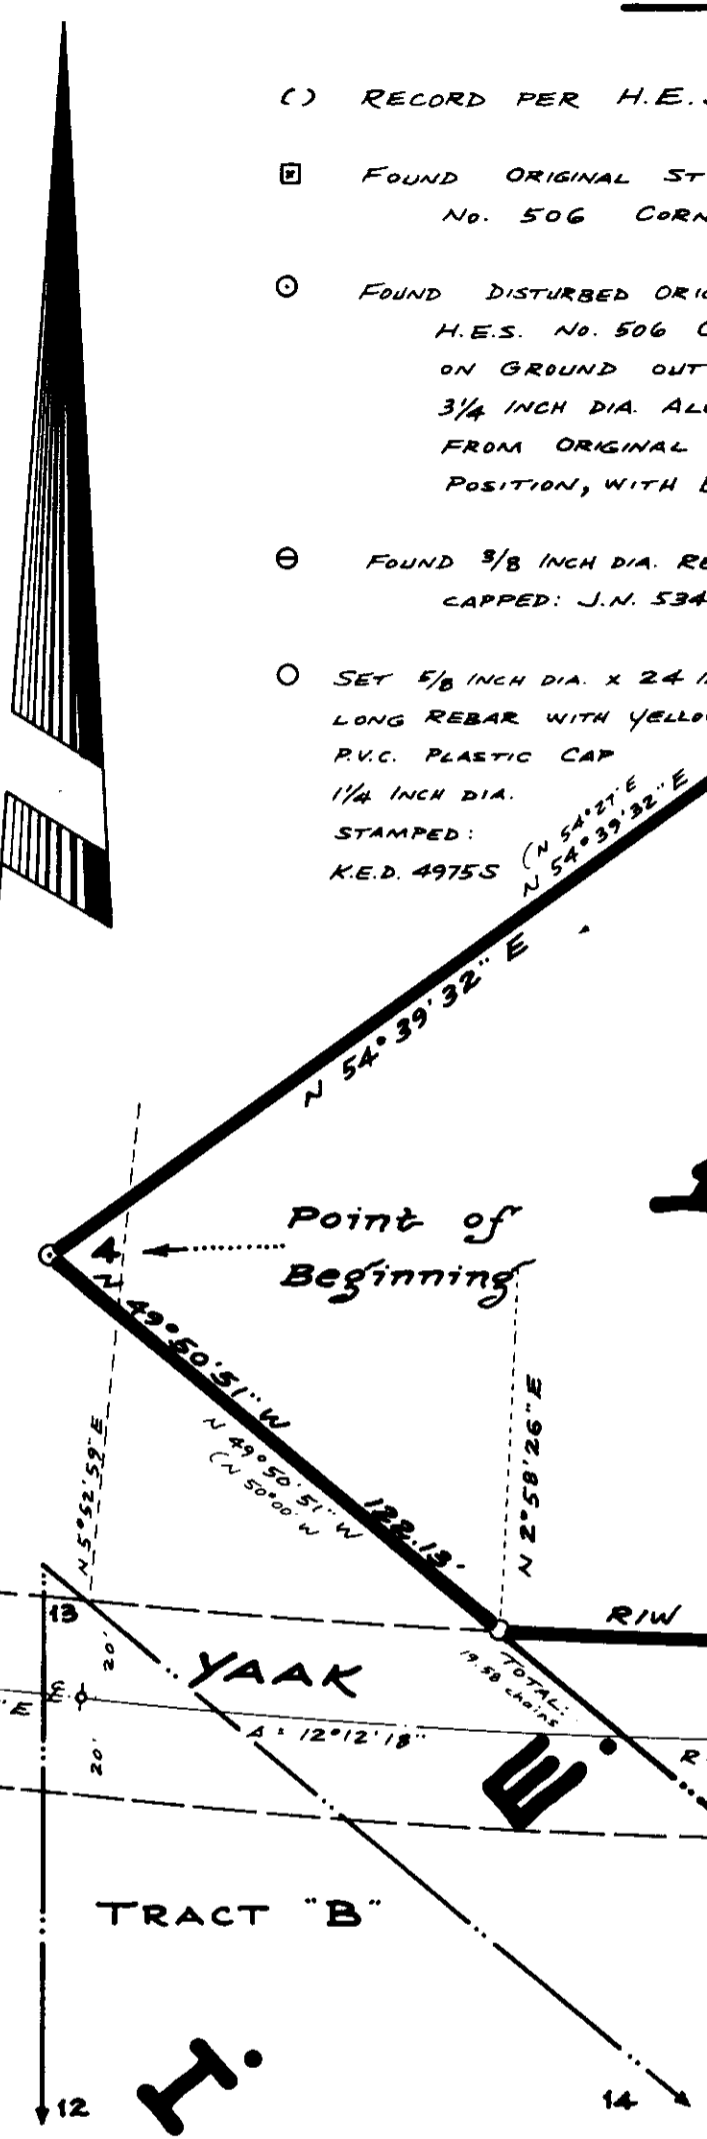 ( ) RECORD PER H.E.
FOUND ORIGINAL ST
No. 506 CORN
FOUND DISTURBED ORIG
H.E.S. No. 506 C
ON GROUND OUT
3 1/4 INCH DIA. ALU
FROM ORIGINAL
POSITION, WITH
FOUND 3/8 INCH DIA. RE
CAPPED: J.N. 534
SET 5/8 INCH DIA. x 24 I
LONG REBAR WITH YELLO
P.V.C. PLASTIC CAP
1 1/4 INCH DIA.
STAMPED:
K.E.D. 4975S
(N 54°27' E
N 54°39'32" E
N 54°39'32" E
Point of
Beginning
4
N 49°50'51" W
122.13'
N 49°50'51" W
(N 50°00' W
N 5°52'59" E
N 2°58'26" E
13
20'
YAAK
R/W
TOTAL:
19.58 chains
"E
20'
Δ = 12°12'18"
R
E.
TRACT "B"
I.
12
14